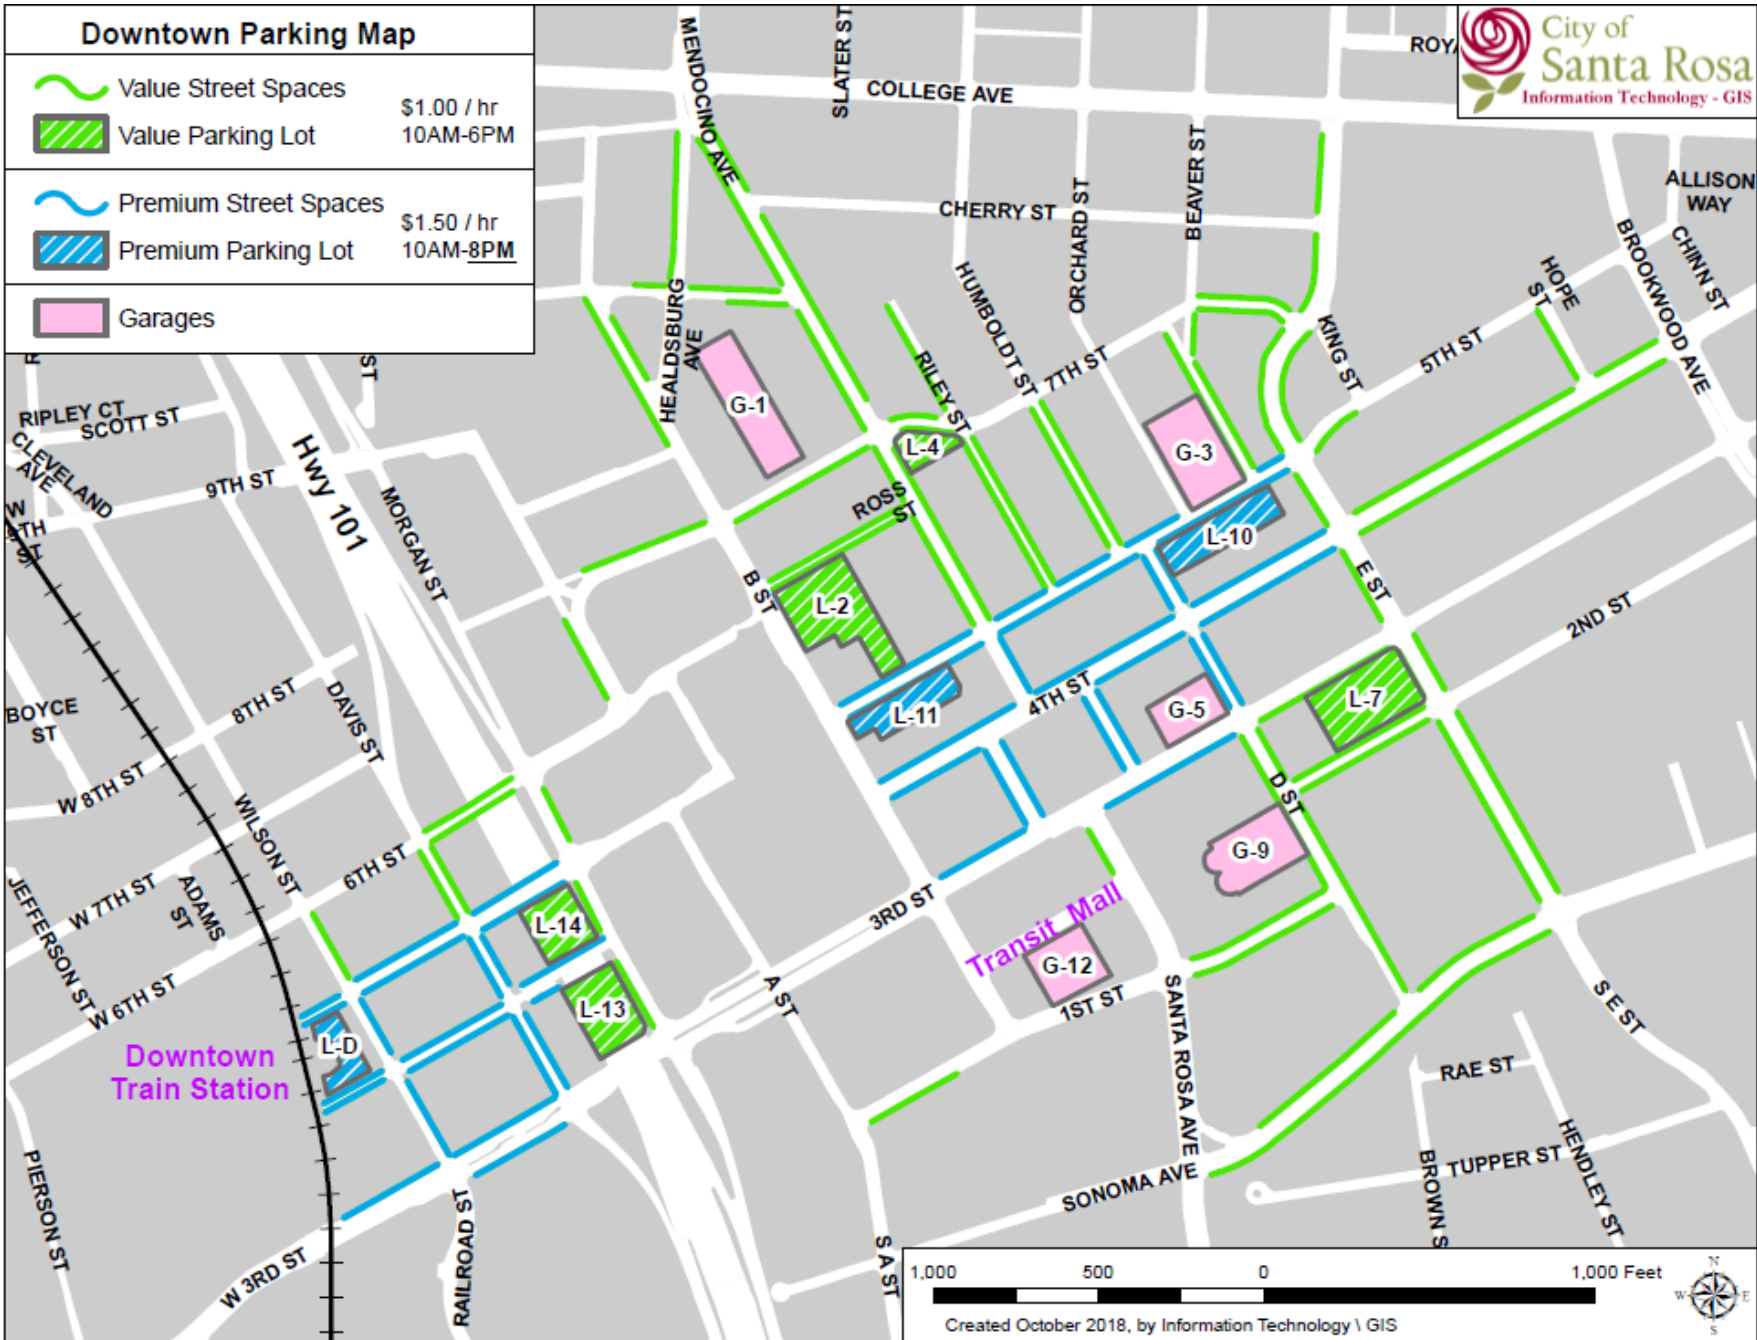 Downtown Parking Map
Value Street Spaces
Value Parking Lot
$1.00 / hr
10AM-6PM
Premium Street Spaces
Premium Parking Lot
$1.50 / hr
10AM-8PM
Garages
City of
Santa Rosa
Information Technology - GIS
MENDOCINO AVE
SLATER ST
COLLEGE AVE
BEAVER ST
ORCHARD ST
CHERRY ST
ALLISON
WAY
BROOKWOOD AVE
CHINN ST
HOPE
ST
HUMBOLDT ST
KING ST
5TH ST
7TH ST
RILEY ST
HEALDSBURG
AVE
G-1
L-4
G-3
ROSS
ST
L-10
ST
RIPLEY CT
SCOTT ST
CLEVELAND
AVE
9TH ST
Hwy 101
MORGAN ST
W
9TH
ST
B ST
L-2
E ST
2ND ST
L-11
4TH ST
G-5
L-7
8TH ST
DAVIS ST
BOYCE
ST
W 8TH ST
WILSON ST
D ST
G-9
6TH ST
W 7TH ST
ADAMS
ST
JEFFERSON ST
L-14
3RD ST
Transit Mall
G-12
W 6TH ST
L-13
A ST
1ST ST
SANTA ROSA AVE
S E ST
L-D
Downtown
Train Station
RAE ST
HENDLEY ST
TUPPER ST
BROWN S
SONOMA AVE
PIERSON ST
RAILROAD ST
W 3RD ST
S A ST
1,000 500 0 1,000 Feet
Created October 2018, by Information Technology \ GIS
N
W E
S